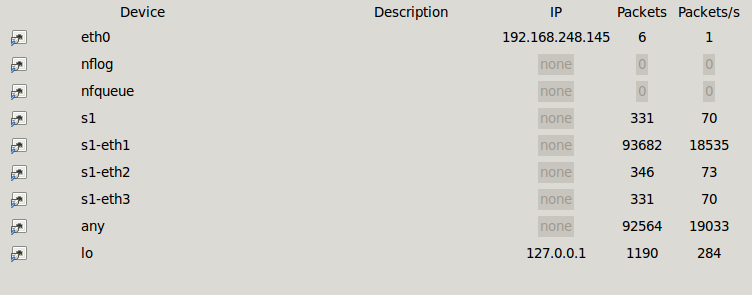 Device Description IP Packets Packets/s
eth0 192.168.248.145 6 1
nflog none 0 0
nfqueue none 0 0
s1 none 331 70
s1-eth1 none 93682 18535
s1-eth2 none 346 73
s1-eth3 none 331 70
any none 92564 19033
lo 127.0.0.1 1190 284